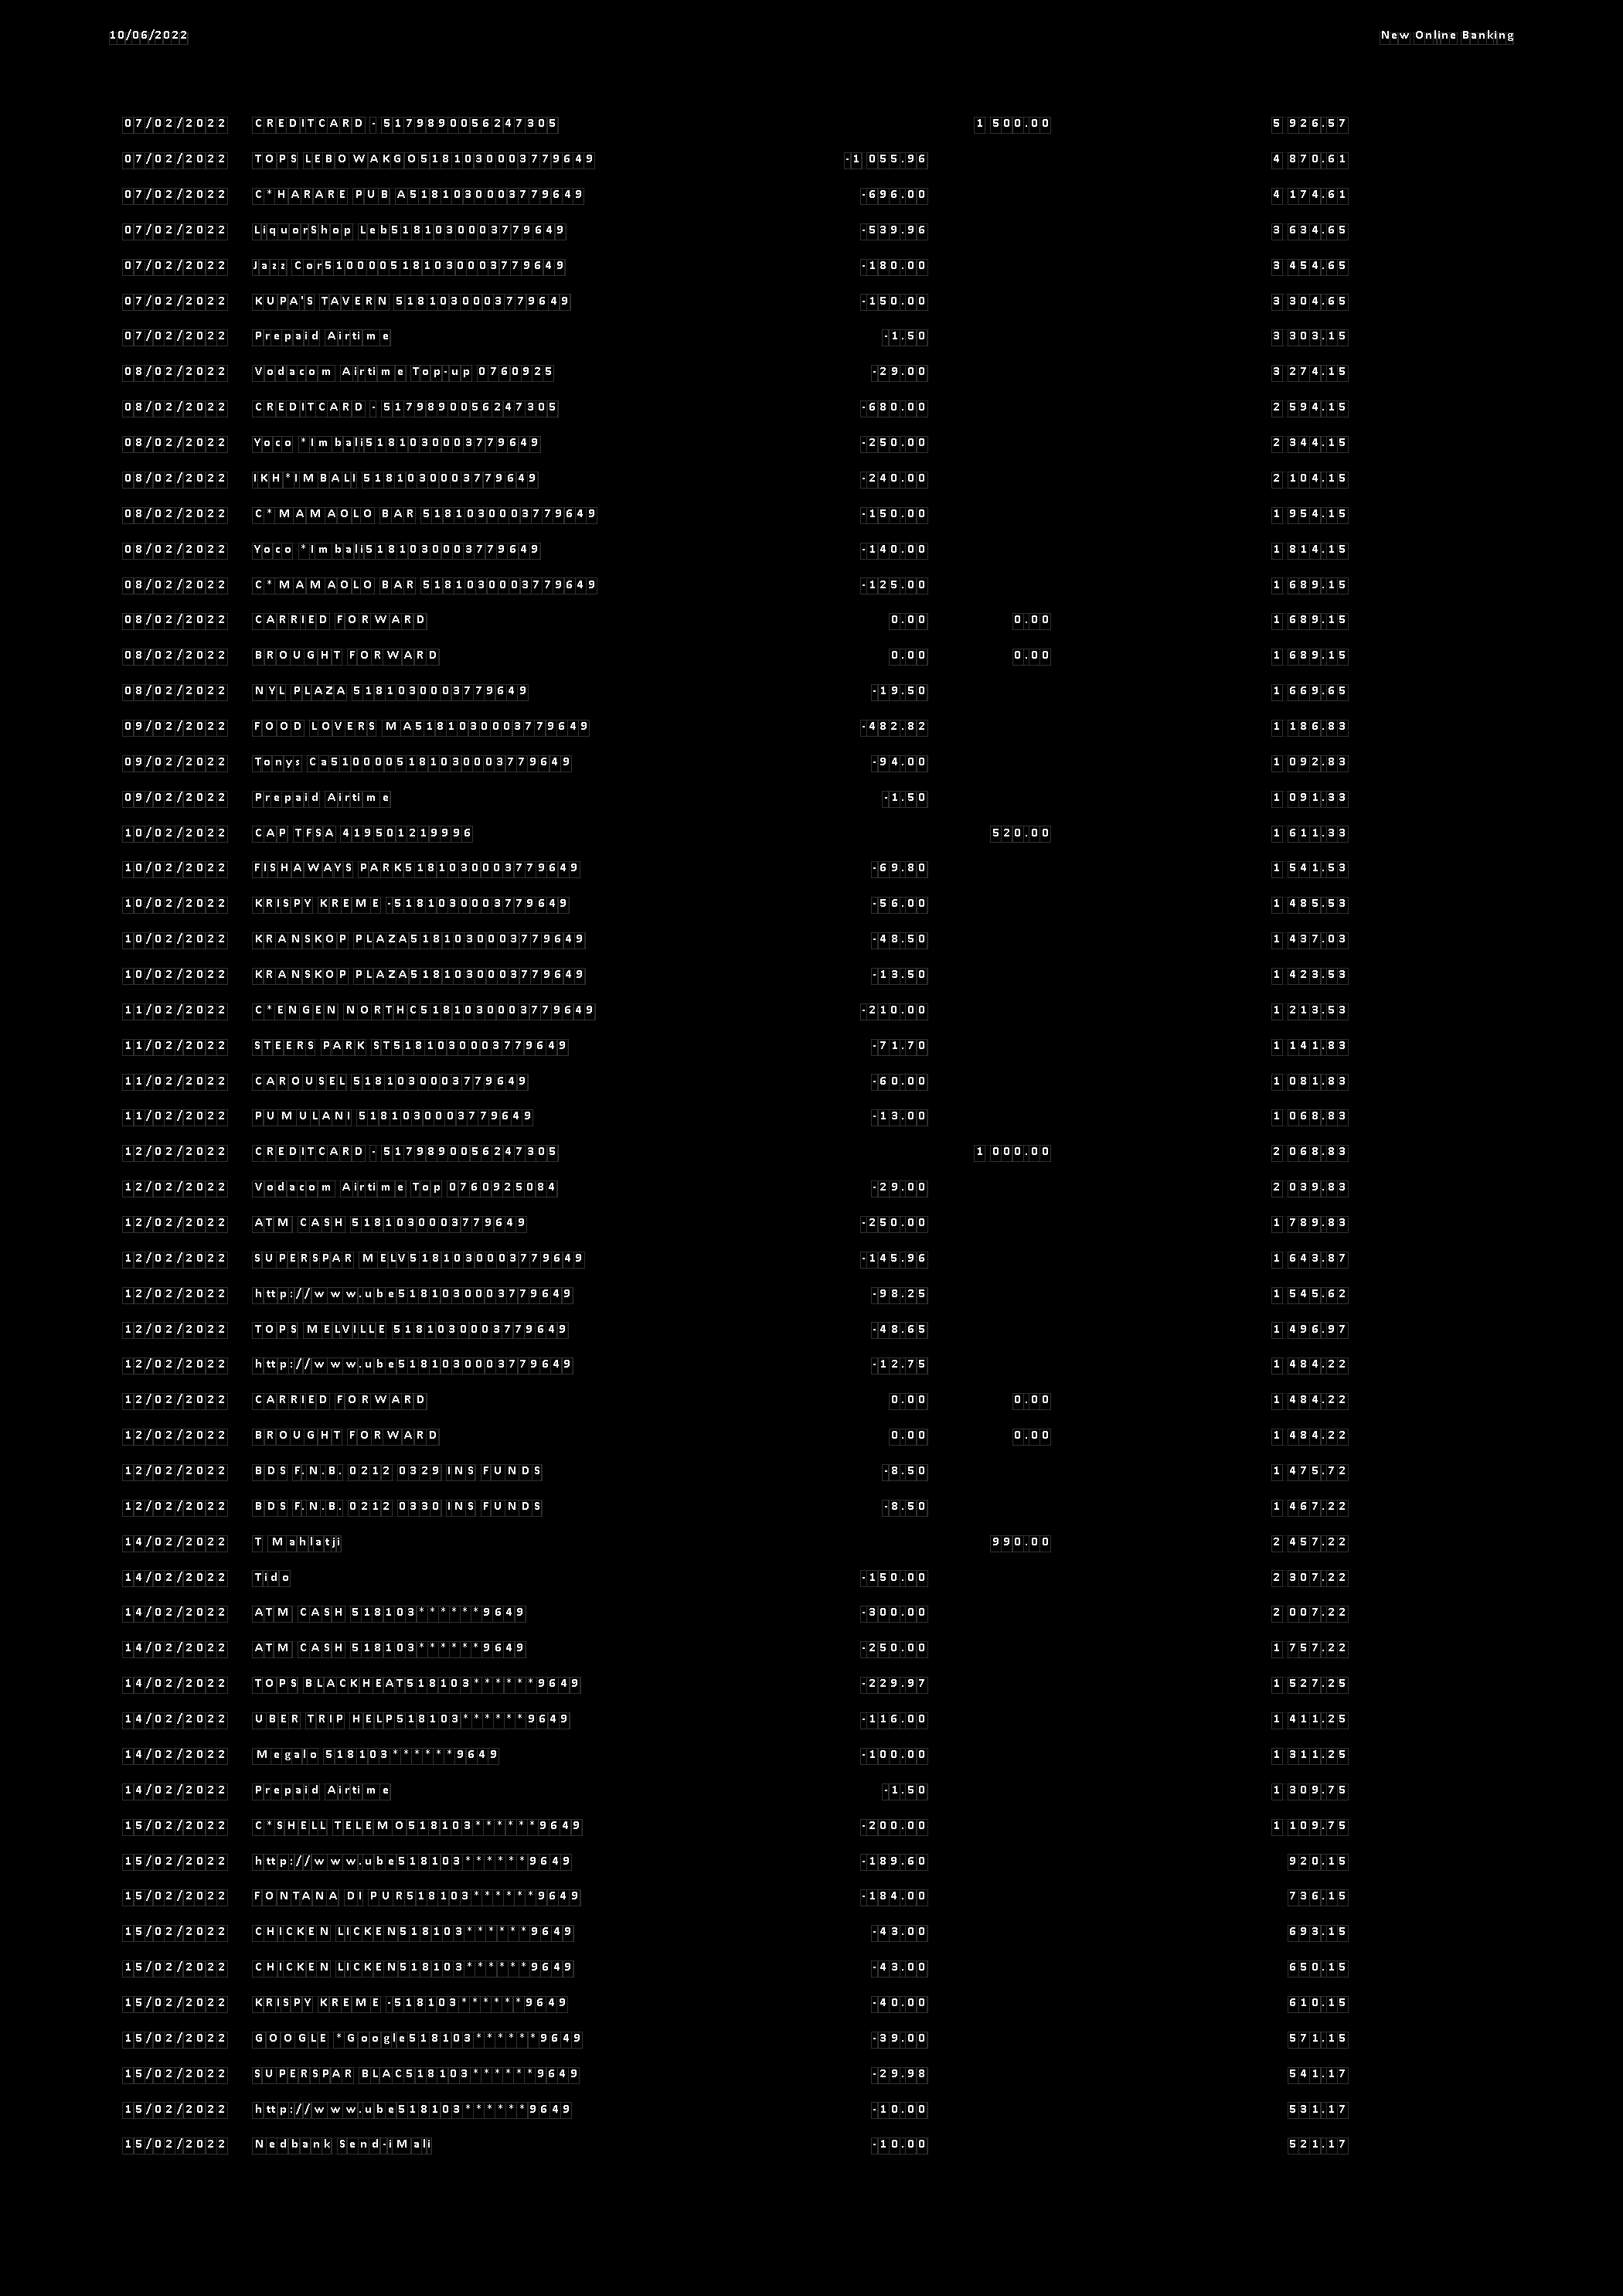 10/06/2022 New Online Banking
07/02/2022 CREDITCARD - 5179890056247305 1 500.00 5 926.57
07/02/2022 TOPS LEBOWAKGO5181030003779649 -1 055.96 4 870.61
07/02/2022 C*HARARE PUB A5181030003779649 -696.00 4 174.61
07/02/2022 LiquorShop Leb5181030003779649 -539.96 3 634.65
07/02/2022 Jazz Cor5100005181030003779649 -180.00 3 454.65
07/02/2022 KUPA'S TAVERN 5181030003779649 -150.00 3 304.65
07/02/2022 Prepaid Airtime -1.50 3 303.15
08/02/2022 Vodacom Airtime Top-up 0760925 -29.00 3 274.15
08/02/2022 CREDITCARD - 5179890056247305 -680.00 2 594.15
08/02/2022 Yoco *Imbali5181030003779649 -250.00 2 344.15
08/02/2022 IKH*IMBALI 5181030003779649 -240.00 2 104.15
08/02/2022 C*MAMAOLO BAR 5181030003779649 -150.00 1 954.15
08/02/2022 Yoco *Imbali5181030003779649 -140.00 1 814.15
08/02/2022 C*MAMAOLO BAR 5181030003779649 -125.00 1 689.15
08/02/2022 CARRIED FORWARD 0.00 0.00 1 689.15
08/02/2022 BROUGHT FORWARD 0.00 0.00 1 689.15
08/02/2022 NYL PLAZA 5181030003779649 -19.50 1 669.65
09/02/2022 FOOD LOVERS MA5181030003779649 -482.82 1 186.83
09/02/2022 Tonys Ca5100005181030003779649 -94.00 1 092.83
09/02/2022 Prepaid Airtime -1.50 1 091.33
10/02/2022 CAP TFSA 419501219996 520.00 1 611.33
10/02/2022 FISHAWAYS PARK5181030003779649 -69.80 1 541.53
10/02/2022 KRISPY KREME -5181030003779649 -56.00 1 485.53
10/02/2022 KRANSKOP PLAZA5181030003779649 -48.50 1 437.03
10/02/2022 KRANSKOP PLAZA5181030003779649 -13.50 1 423.53
11/02/2022 C*ENGEN NORTHC5181030003779649 -210.00 1 213.53
11/02/2022 STEERS PARK ST5181030003779649 -71.70 1 141.83
11/02/2022 CAROUSEL 5181030003779649 -60.00 1 081.83
11/02/2022 PUMULANI 5181030003779649 -13.00 1 068.83
12/02/2022 CREDITCARD - 5179890056247305 1 000.00 2 068.83
12/02/2022 Vodacom Airtime Top 0760925084 -29.00 2 039.83
12/02/2022 ATM CASH 5181030003779649 -250.00 1 789.83
12/02/2022 SUPERSPAR MELV5181030003779649 -145.96 1 643.87
12/02/2022 http://www.ube5181030003779649 -98.25 1 545.62
12/02/2022 TOPS MELVILLE 5181030003779649 -48.65 1 496.97
12/02/2022 http://www.ube5181030003779649 -12.75 1 484.22
12/02/2022 CARRIED FORWARD 0.00 0.00 1 484.22
12/02/2022 BROUGHT FORWARD 0.00 0.00 1 484.22
12/02/2022 BDS F.N.B. 0212 0329 INS FUNDS -8.50 1 475.72
12/02/2022 BDS F.N.B. 0212 0330 INS FUNDS -8.50 1 467.22
14/02/2022 T Mahlatji 990.00 2 457.22
14/02/2022 Tido -150.00 2 307.22
14/02/2022 ATM CASH 518103******9649 -300.00 2 007.22
14/02/2022 ATM CASH 518103******9649 -250.00 1 757.22
14/02/2022 TOPS BLACKHEAT518103******9649 -229.97 1 527.25
14/02/2022 UBER TRIP HELP518103******9649 -116.00 1 411.25
14/02/2022 Megalo 518103******9649 -100.00 1 311.25
14/02/2022 Prepaid Airtime -1.50 1 309.75
15/02/2022 C*SHELL TELEMO518103******9649 -200.00 1 109.75
15/02/2022 http://www.ube518103******9649 -189.60 920.15
15/02/2022 FONTANA DI PUR518103******9649 -184.00 736.15
15/02/2022 CHICKEN LICKEN518103******9649 -43.00 693.15
15/02/2022 CHICKEN LICKEN518103******9649 -43.00 650.15
15/02/2022 KRISPY KREME -518103******9649 -40.00 610.15
15/02/2022 GOOGLE *Google518103******9649 -39.00 571.15
15/02/2022 SUPERSPAR BLAC518103******9649 -29.98 541.17
15/02/2022 http://www.ube518103******9649 -10.00 531.17
15/02/2022 Nedbank Send-iMali -10.00 521.17